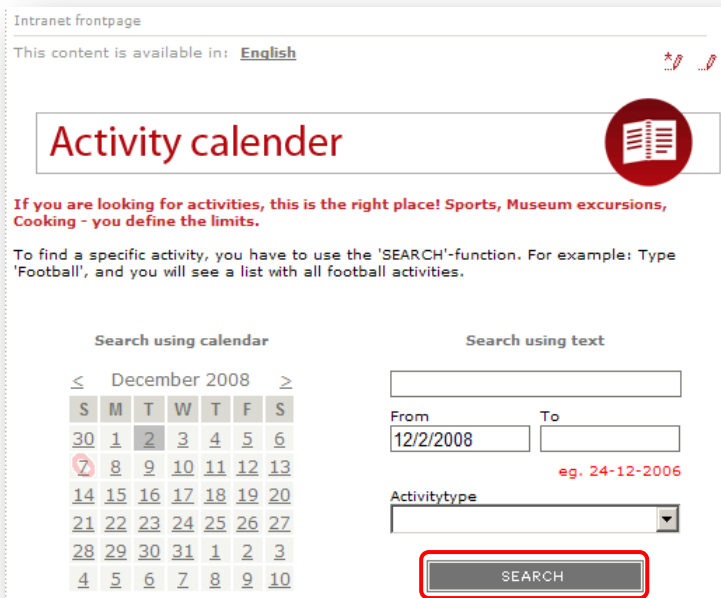 Intranet frontpage
This content is available in: English
Activity calender
If you are looking for activities, this is the right place! Sports, Museum excursions,
Cooking - you define the limits.
To find a specific activity, you have to use the 'SEARCH'-function. For example: Type
'Football', and you will see a list with all football activities.
Search using calendar
< December 2008 >
S M T W T F S
30 1 2 3 4 5 6
7 8 9 10 11 12 13
14 15 16 17 18 19 20
21 22 23 24 25 26 27
28 29 30 31 1 2 3
4 5 6 7 8 9 10
Search using text
From To
12/2/2008
eg. 24-12-2006
Activitytype
SEARCH